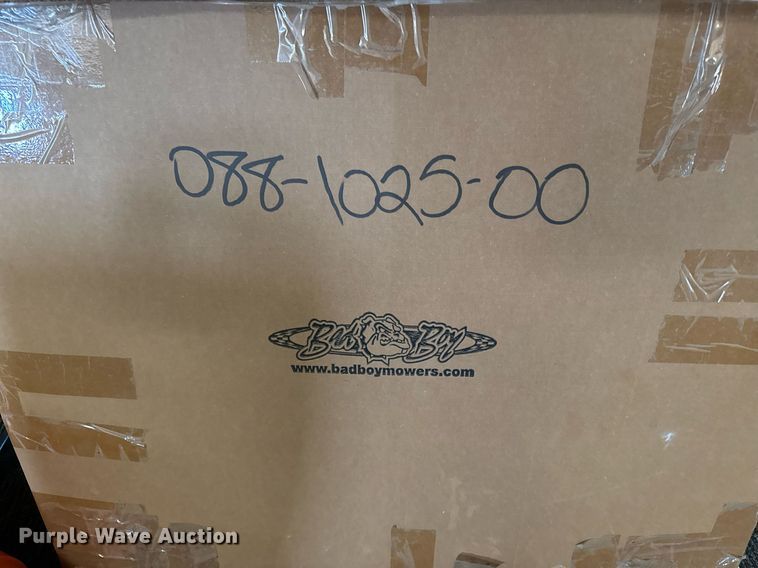 088-1025-00
Bad Boy
www.badboymowers.com
Purple Wave Auction